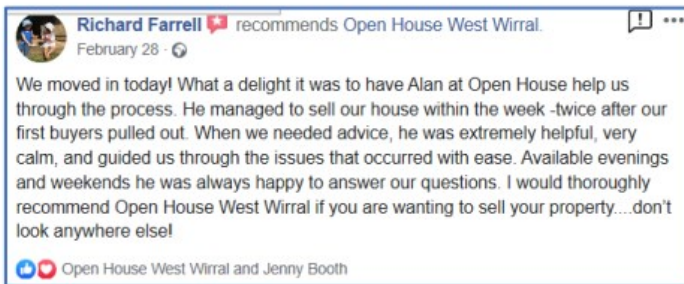 Richard Farrell recommends Open House West Wirral.
February 28 ·
We moved in today! What a delight it was to have Alan at Open House help us
through the process. He managed to sell our house within the week -twice after our
first buyers pulled out. When we needed advice, he was extremely helpful, very
calm, and guided us through the issues that occurred with ease. Available evenings
and weekends he was always happy to answer our questions. I would thoroughly
recommend Open House West Wirral if you are wanting to sell your property....don't
look anywhere else!
Open House West Wirral and Jenny Booth